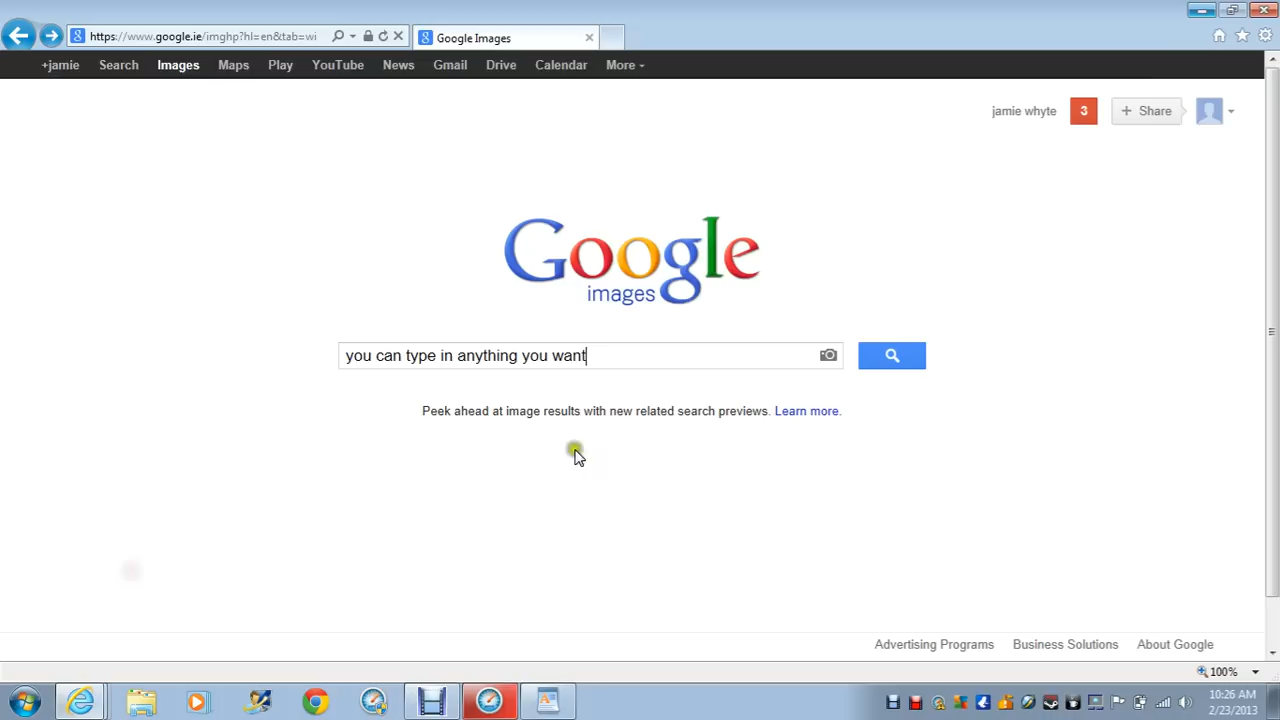 https://www.google.ie/imghp?hl=en&tab=wi
Google Images
+jamie Search Images Maps Play YouTube News Gmail Drive Calendar More
jamie whyte 3 + Share
Google
images
you can type in anything you want
Peek ahead at image results with new related search previews. Learn more.
Advertising Programs Business Solutions About Google
100%
10:26 AM
2/23/2013